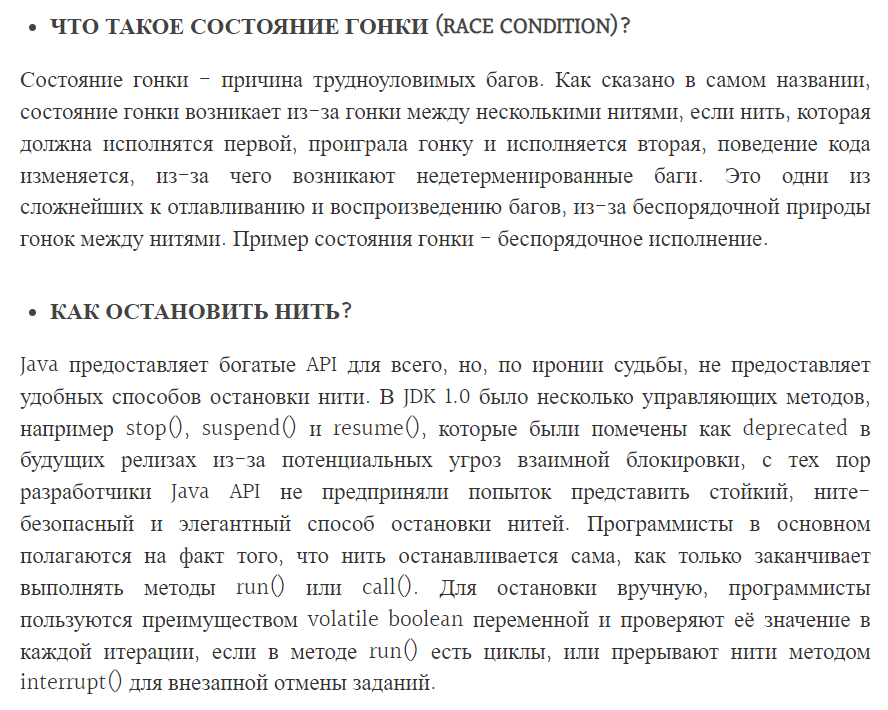 • ЧТО ТАКОЕ СОСТОЯНИЕ ГОНКИ (RACE CONDITION)?
Состояние гонки - причина трудноуловимых багов. Как сказано в самом названии,
состояние гонки возникает из-за гонки между несколькими нитями, если нить, которая
должна исполнятся первой, проиграла гонку и исполняется вторая, поведение кода
изменяется, из-за чего возникают недетерменированные баги. Это одни из
сложнейших к отлавливанию и воспроизведению багов, из-за беспорядочной природы
гонок между нитями. Пример состояния гонки - беспорядочное исполнение.
• КАК ОСТАНОВИТЬ НИТЬ?
Java предоставляет богатые API для всего, но, по иронии судьбы, не предоставляет
удобных способов остановки нити. В JDK 1.0 было несколько управляющих методов,
например stop(), suspend() и resume(), которые были помечены как deprecated в
будущих релизах из-за потенциальных угроз взаимной блокировки, с тех пор
разработчики Java API не предприняли попыток представить стойкий, ните-
безопасный и элегантный способ остановки нитей. Программисты в основном
полагаются на факт того, что нить останавливается сама, как только заканчивает
выполнять методы run() или call(). Для остановки вручную, программисты
пользуются преимуществом volatile boolean переменной и проверяют её значение в
каждой итерации, если в методе run() есть циклы, или прерывают нити методом
interrupt() для внезапной отмены заданий.